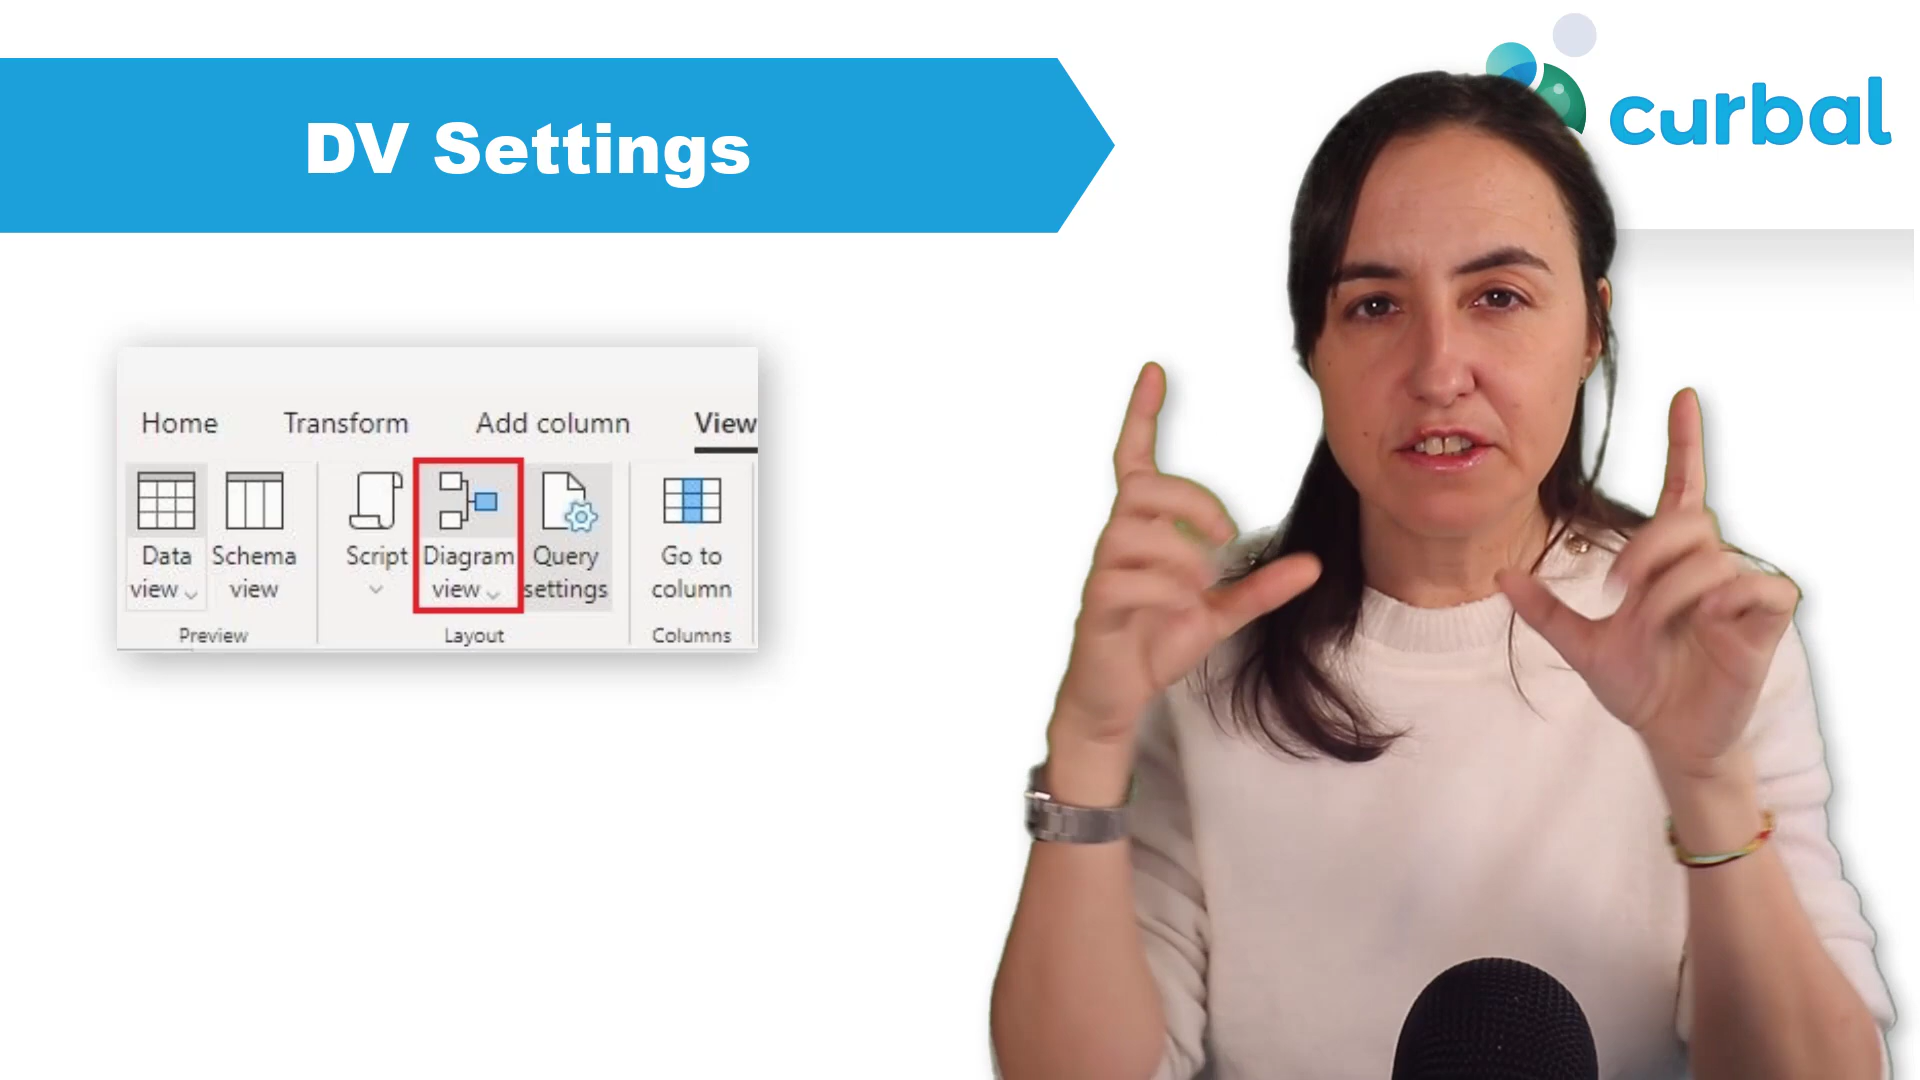 DV Settings
curbal
Home Transform Add column View
Data view Schema view Script Diagram view Query settings Go to column
Preview Layout Columns